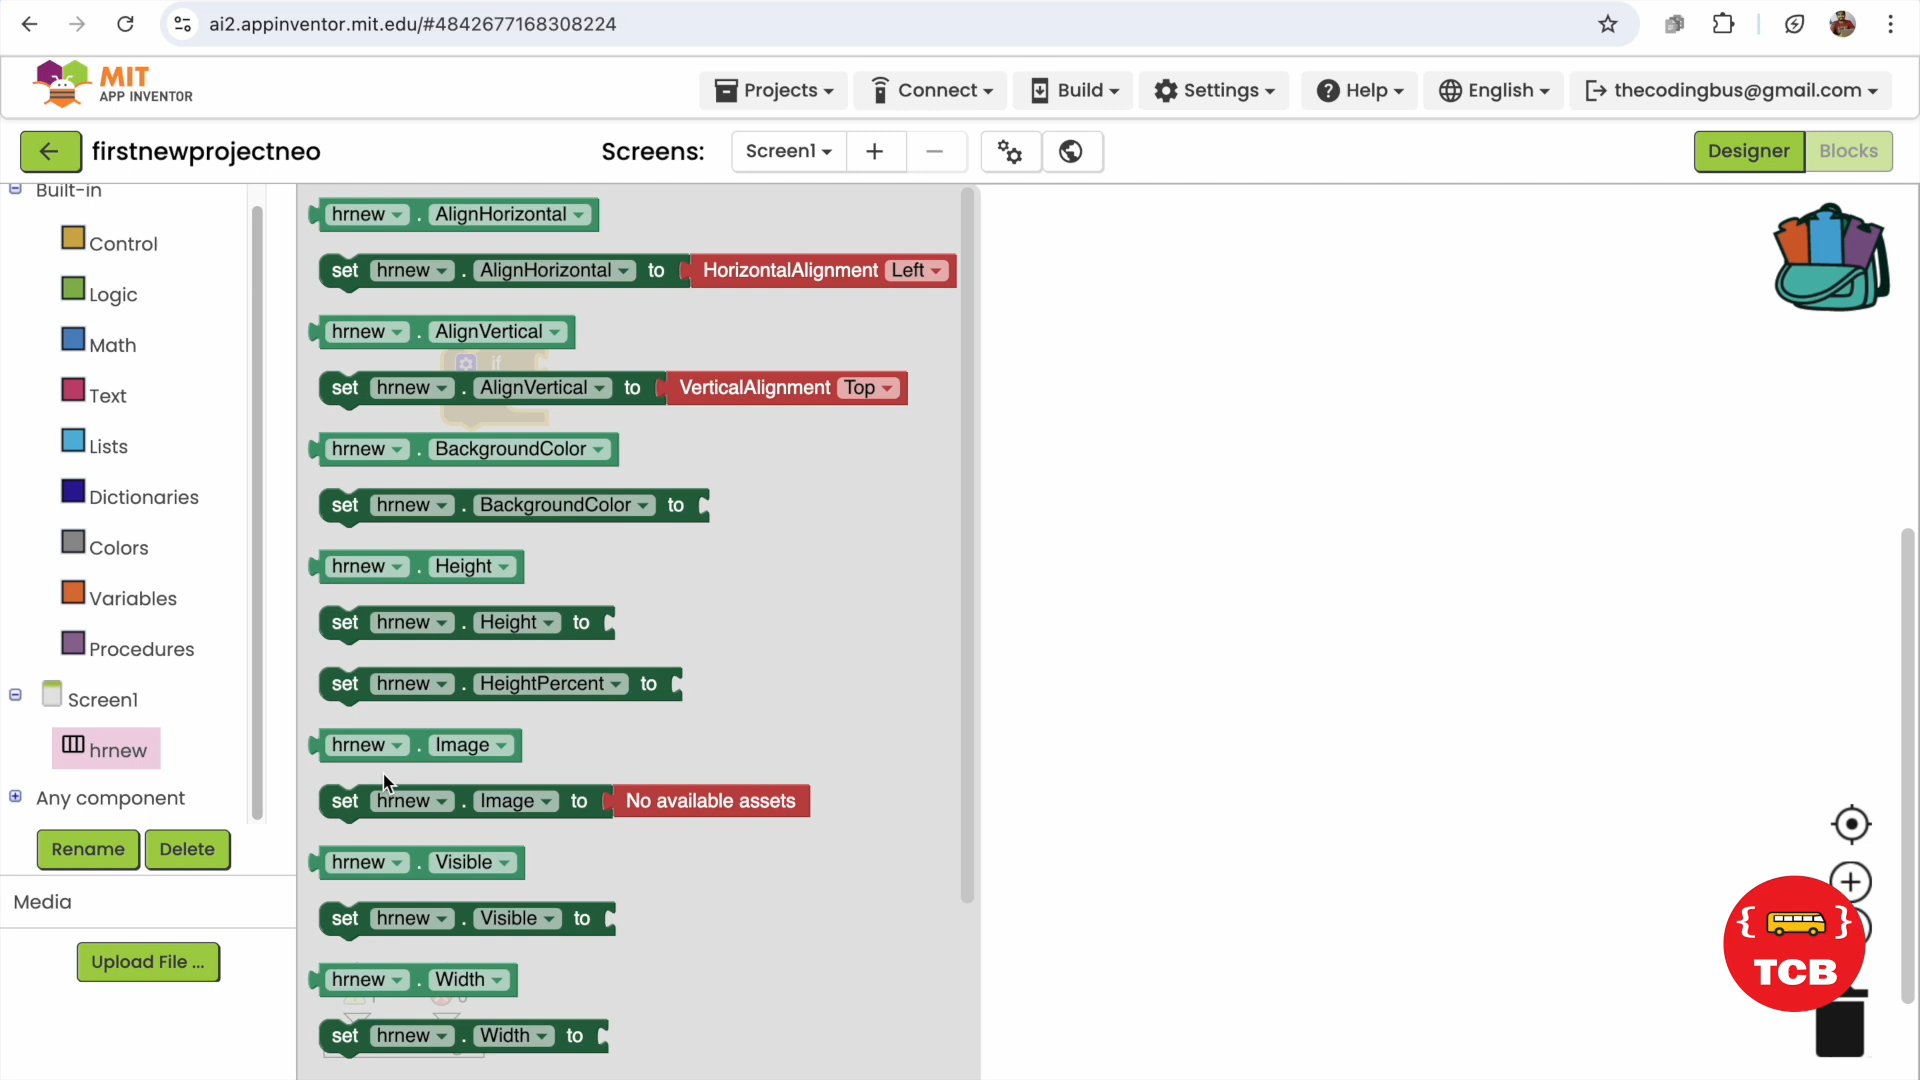 ai2.appinventor.mit.edu/#4842677168308224
MIT
APP INVENTOR
Projects
Connect
Build
Settings
Help
English
thecodingbus@gmail.com
firstnewprojectneo
Screens:
Screen1
Designer
Blocks
Built-in
Control
Logic
Math
Text
Lists
Dictionaries
Colors
Variables
Procedures
Screen1
hrnew
Any component
Rename
Delete
Media
Upload File ...
hrnew . AlignHorizontal
set hrnew . AlignHorizontal to HorizontalAlignment Left
hrnew . AlignVertical
if
set hrnew . AlignVertical to VerticalAlignment Top
hrnew . BackgroundColor
set hrnew . BackgroundColor to
hrnew . Height
set hrnew . Height to
set hrnew . HeightPercent to
hrnew . Image
set hrnew . Image to No available assets
hrnew . Visible
set hrnew . Visible to
hrnew . Width
set hrnew . Width to
{ }
TCB